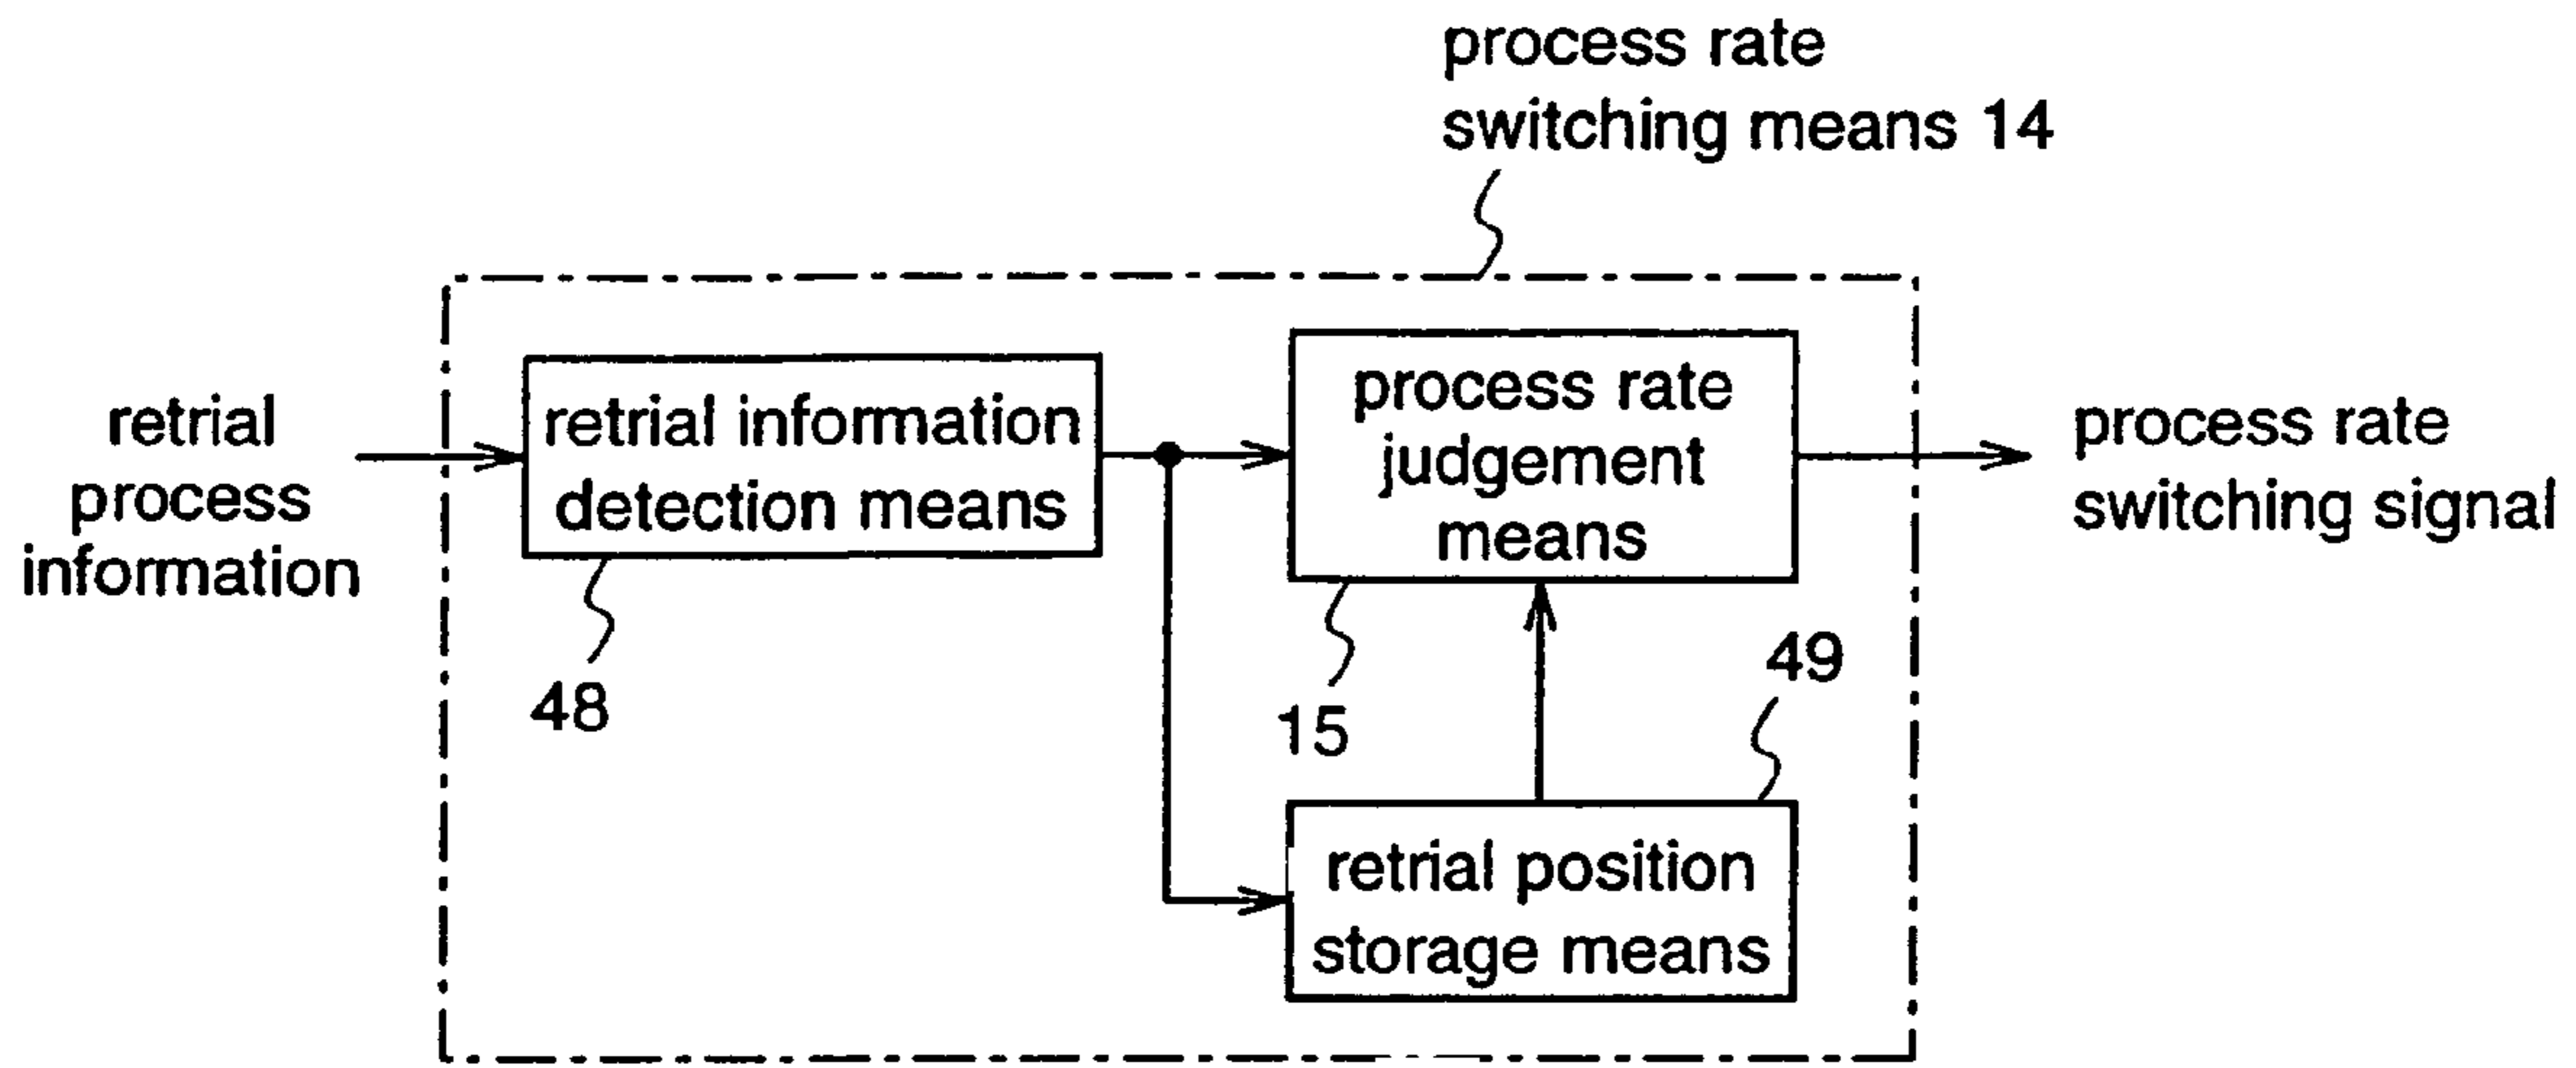 process rate
switching means 14
retrial
process
information
retrial information
detection means
48
process rate
judgement
means
15
49
retrial position
storage means
process rate
switching signal